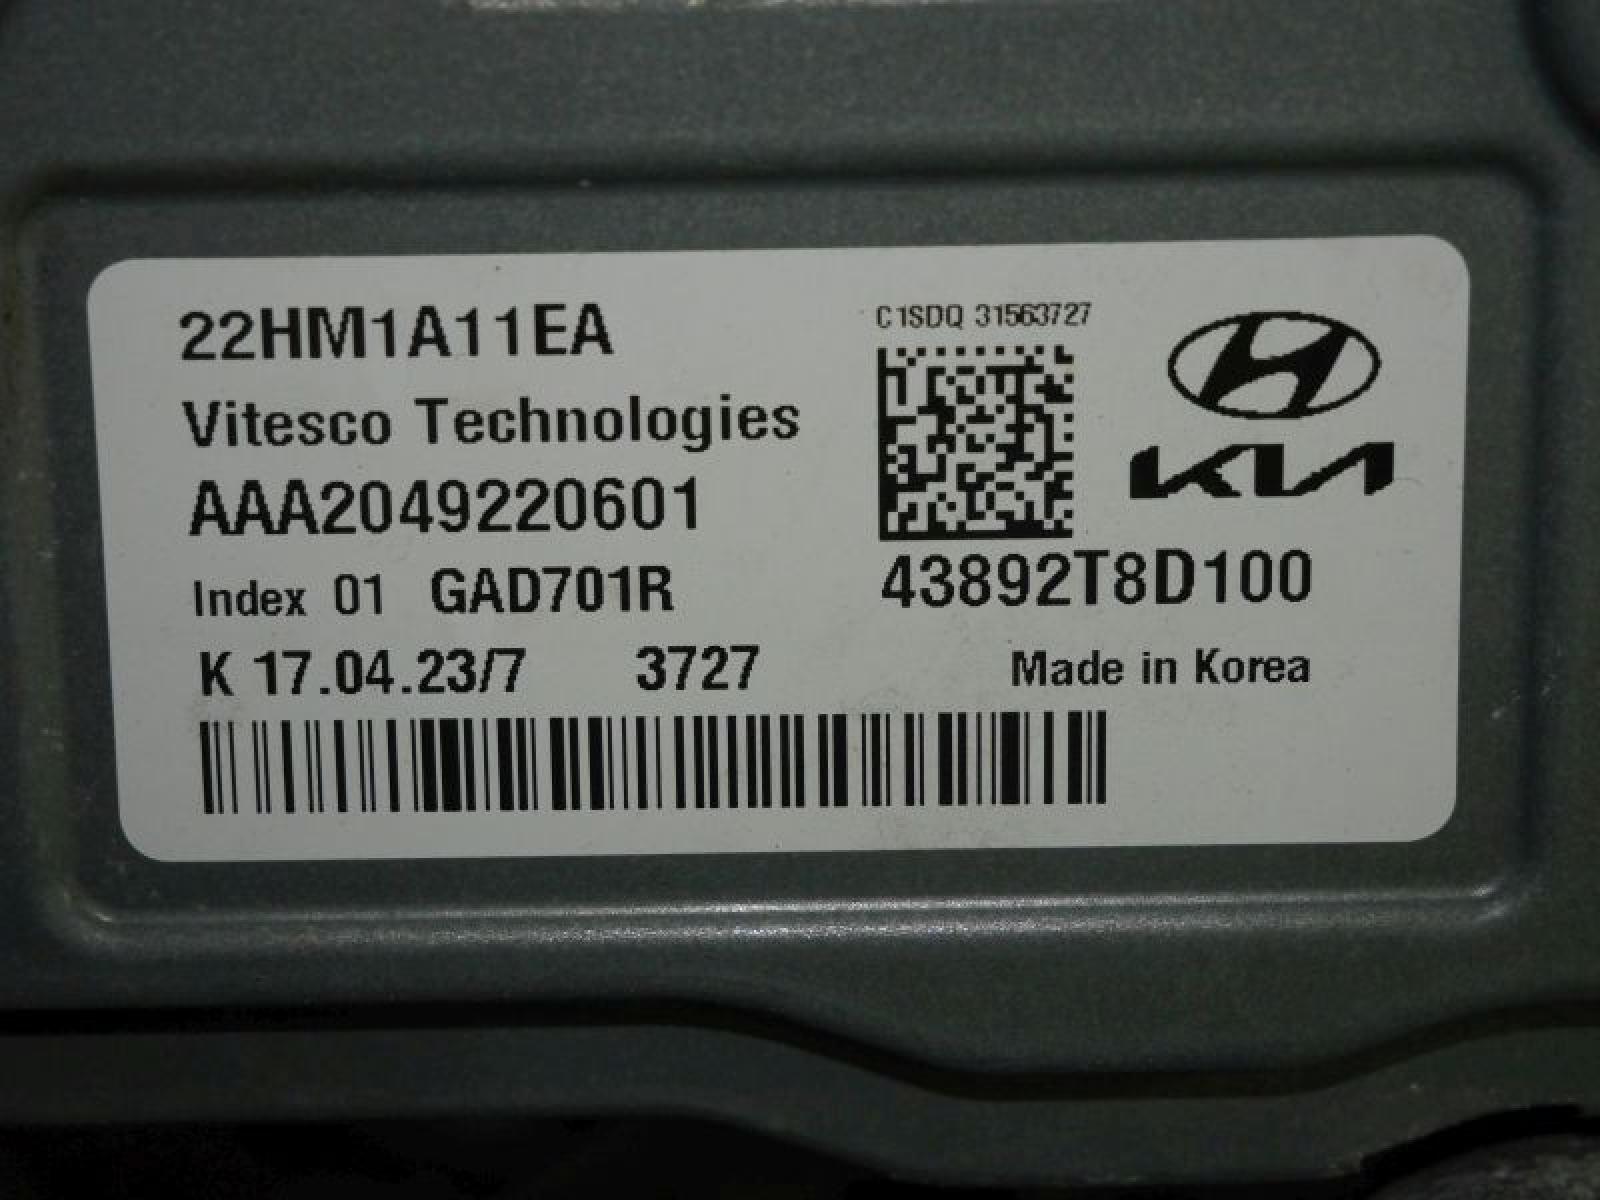 22HM1A11EA
Vitesco Technologies
AAA2049220601
Index 01 GAD701R
K 17.04.23/7 3727
C1SDQ 31563727
KIA
43892T8D100
Made in Korea